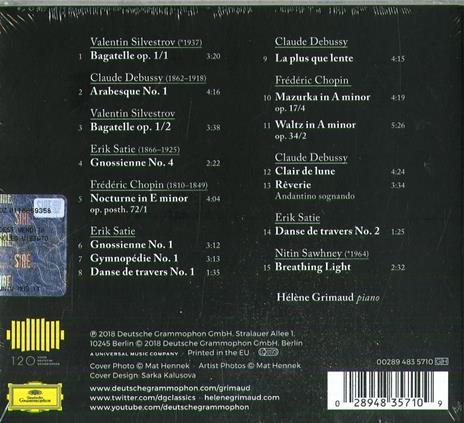 Valentin Silvestrov (*1937)
1 Bagatelle op. 1/1 3:20
Claude Debussy (1862–1918)
2 Arabesque No. 1 4:16
Valentin Silvestrov
3 Bagatelle op. 1/2 3:38
Erik Satie (1866–1925)
4 Gnossienne No. 4 2:22
Frédéric Chopin (1810–1849)
5 Nocturne in E minor 4:04
op. posth. 72/1
Erik Satie
6 Gnossienne No. 1 3:12
7 Gymnopédie No. 1 3:13
8 Danse de travers No. 1 1:35
Claude Debussy
9 La plus que lente 4:15
Frédéric Chopin
10 Mazurka in A minor 4:19
op. 17/4
11 Waltz in A minor 5:26
op. 34/2
Claude Debussy
12 Clair de lune 4:24
13 Rêverie 3:34
Andantino sognando
Erik Satie
14 Danse de travers No. 2 1:25
Nitin Sawhney (*1964)
15 Breathing Light 2:32
Hélène Grimaud piano
SIRE
120
℗ 2018 Deutsche Grammophon GmbH, Stralauer Allee 1,
10245 Berlin © 2018 Deutsche Grammophon GmbH, Berlin
A UNIVERSAL MUSIC COMPANY · Printed in the EU
Cover Photo © Mat Hennek · Artist Photos © Mat Hennek
Cover Design: Sarka Kalusova
www.deutschegrammophon.com/grimaud
www.twitter.com/dgclassics · helenegrimaud.com
www.youtube.com/deutschegrammophon
Deutsche
Grammophon
00289 483 5710 GH
0 28948 35710 9